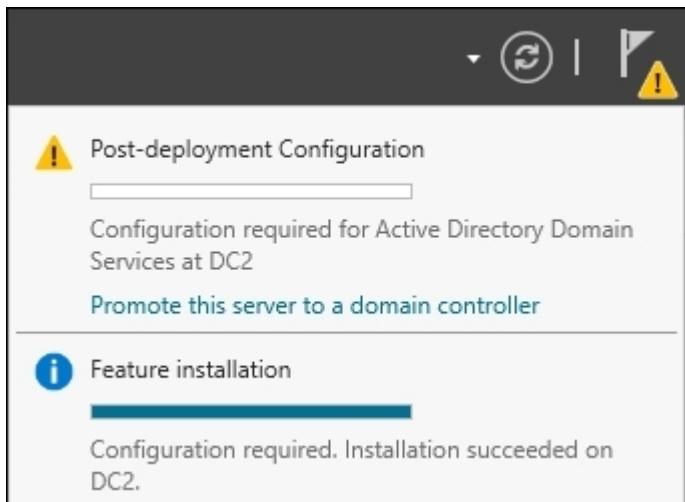 Post-deployment Configuration
Configuration required for Active Directory Domain
Services at DC2
Promote this server to a domain controller
Feature installation
Configuration required. Installation succeeded on
DC2.